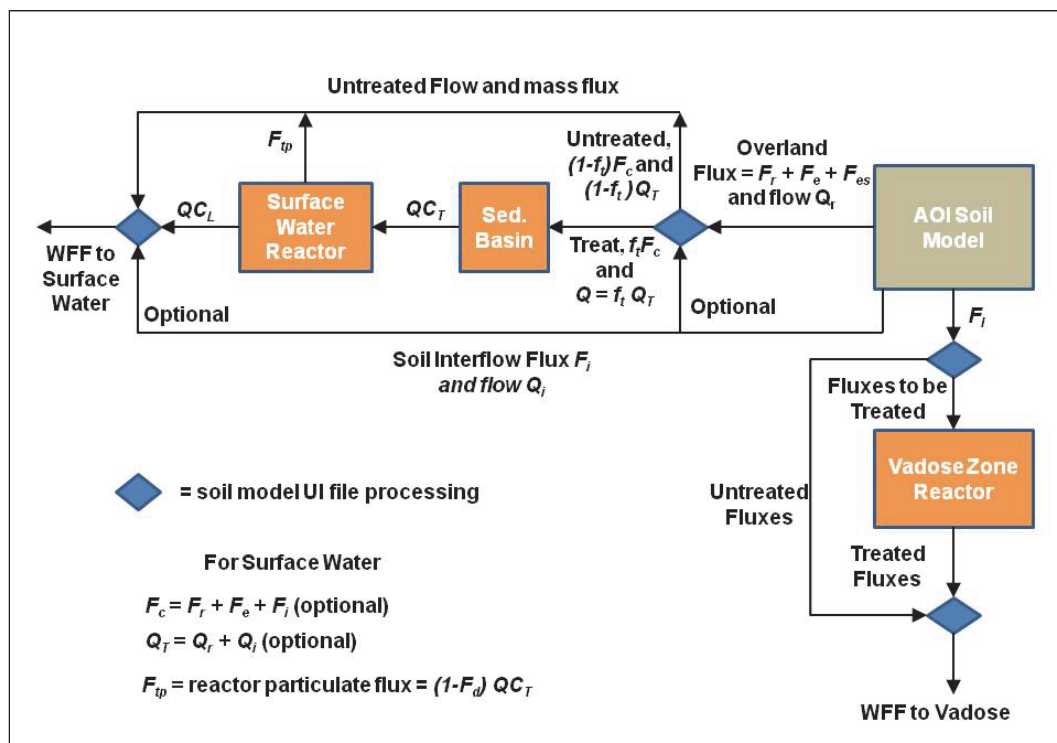 Untreated Flow and mass flux
F_tp
Untreated,
(1-f_t)F_c and
(1-f_t) Q_T
Overland
Flux = F_r + F_e + F_es
and flow Q_r
AOI Soil
Model
QC_L
Surface
Water
Reactor
QC_T
Sed.
Basin
WFF to
Surface
Water
Treat, f_tF_c
and
Q = f_t Q_T
Optional
Optional
F_l
Soil Interflow Flux F_i
and flow Q_i
Fluxes to be
Treated
Vadose Zone
Reactor
Untreated
Fluxes
= soil model UI file processing
Treated
Fluxes
For Surface Water
F_c = F_r + F_e + F_i (optional)
Q_T = Q_r + Q_i (optional)
F_tp = reactor particulate flux = (1-F_d) QC_T
WFF to Vadose